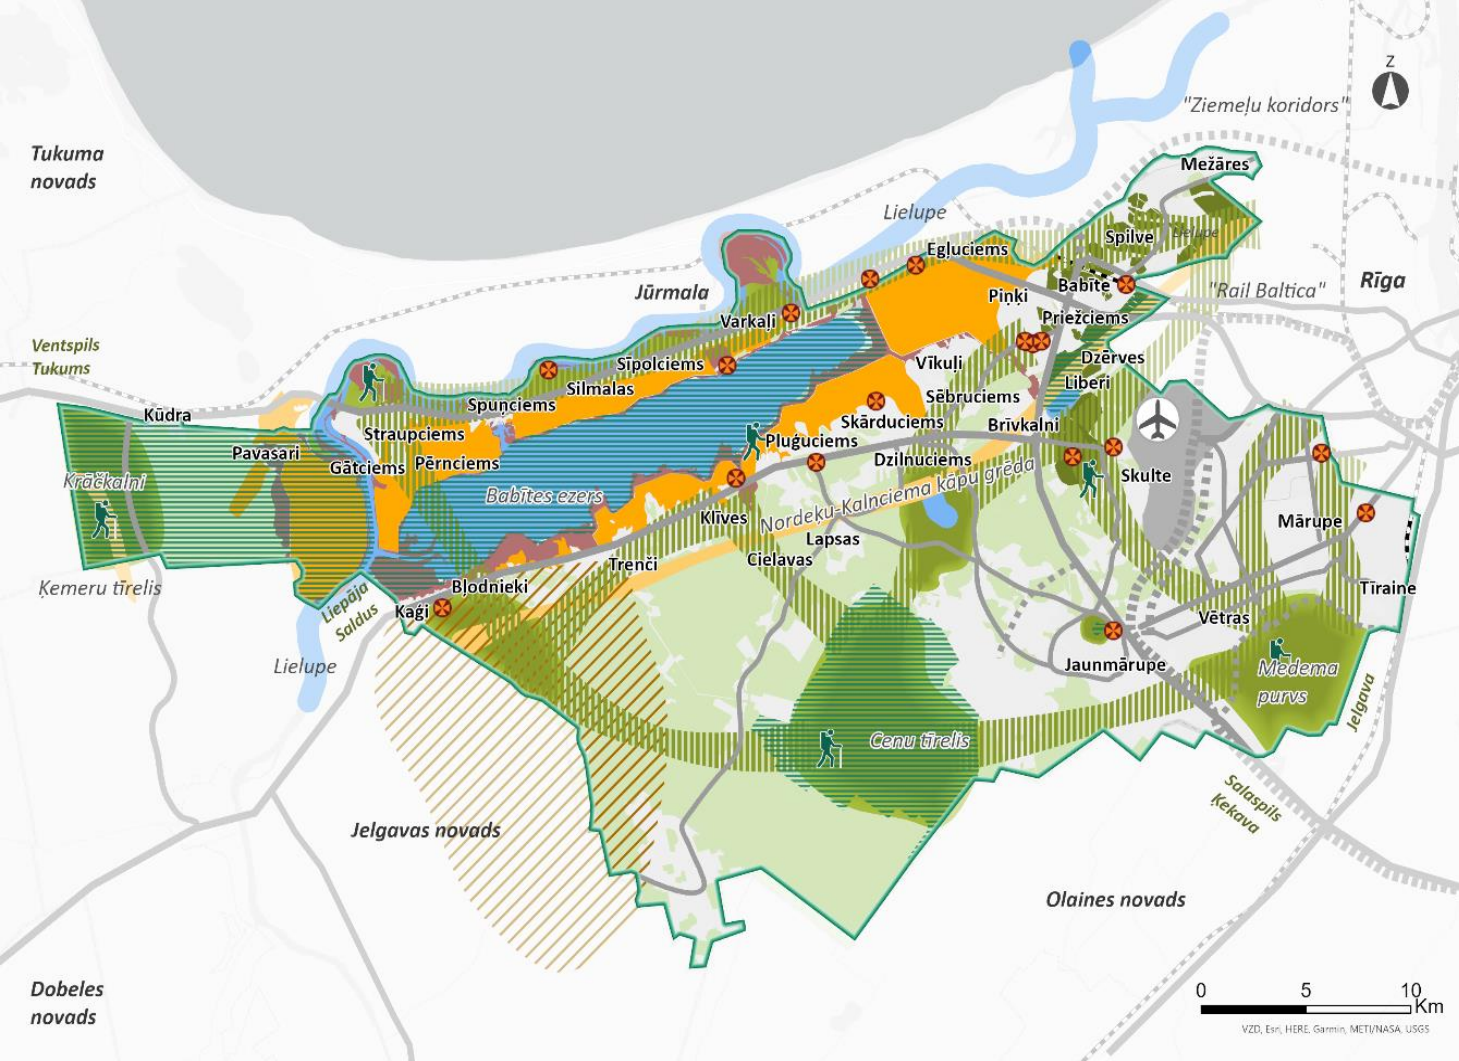 Z
"Ziemeļu koridors"
Tukuma
novads
Mežāres
Lielupe
Spilve
Lielupe
Egļuciems
Rīga
Babīte
"Rail Baltica"
Jūrmala
Piņķi
Varkaļi
Priežciems
Ventspils
Tukums
Vīkuļi
Dzērves
Sīpolciems
Silmalas
Liberi
Sēbruciems
Spuņciems
Kūdra
Skārduciems
Brīvkalni
Straupciems
Pļuguciems
Pavasari
Gātciems
Pērnciems
Dzilnuciems
Skulte
Krāčkalni
Babītes ezers
Nordeķu-Kalnciema kāpu grēda
Klīves
Mārupe
Lapsas
Cielavas
Trenči
Ķemeru tīrelis
Bļodnieki
Tīraine
Liepāja
Saldus
Kaģi
Vētras
Lielupe
Jaunmārupe
Medema
purvs
Jelgava
Cenu tīrelis
Salaspils
Ķekava
Jelgavas novads
Olaines novads
Dobeles
novads
0 5 10
Km
VZD, Esri, HERE, Garmin, METI/NASA, USGS